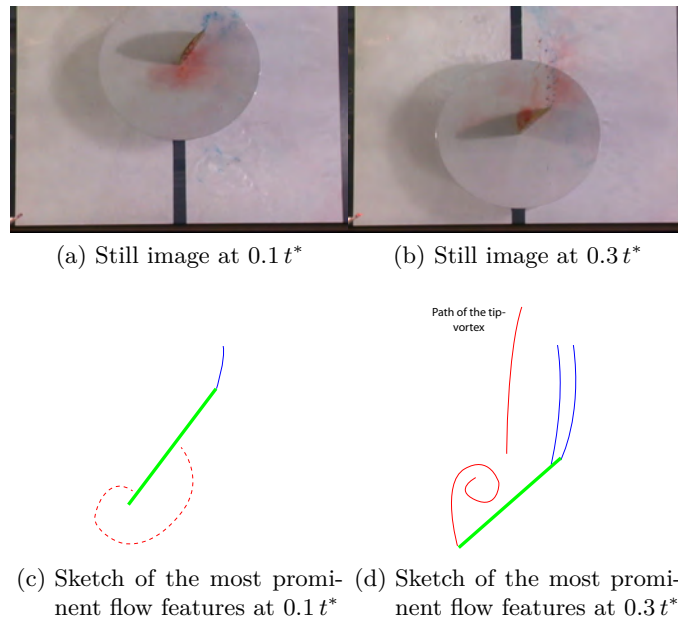 (a) Still image at 0.1 t*
(b) Still image at 0.3 t*
Path of the tip-
vortex
(c) Sketch of the most promi-
nent flow features at 0.1 t*
(d) Sketch of the most promi-
nent flow features at 0.3 t*